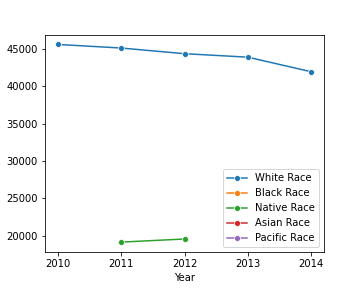 45000
40000
35000
30000
25000
20000
2010 2011 2012 2013 2014
Year
White Race
Black Race
Native Race
Asian Race
Pacific Race